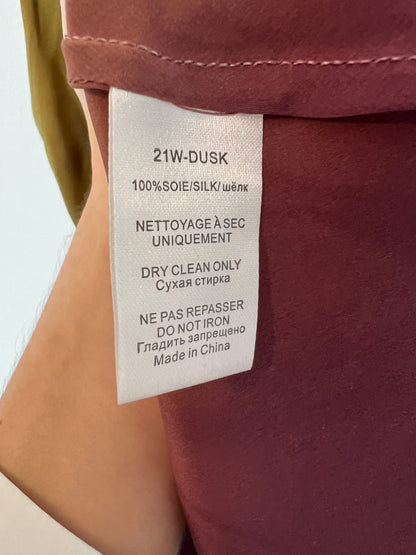 21W-DUSK
100%SOIE/SILK/ шёлк
NETTOYAGE À SEC
UNIQUEMENT
DRY CLEAN ONLY
Сухая стирка
NE PAS REPASSER
DO NOT IRON
Гладить запрещено
Made in China